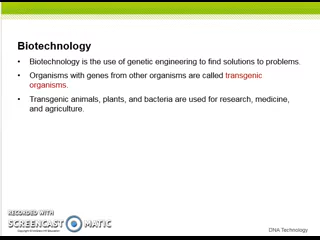 Biotechnology
• Biotechnology is the use of genetic engineering to find solutions to problems.
• Organisms with genes from other organisms are called transgenic
organisms.
• Transgenic animals, plants, and bacteria are used for research, medicine,
and agriculture.
RECORDED WITH
SCREENCAST MATIC
DNA Technology